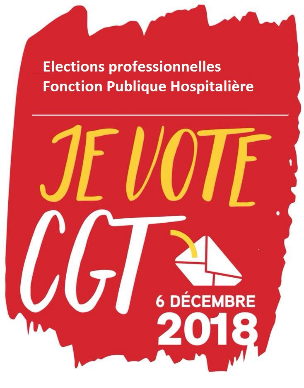 Elections professionnelles
Fonction Publique Hospitalière
JE VOTE
CGT
6 DÉCEMBRE
2018